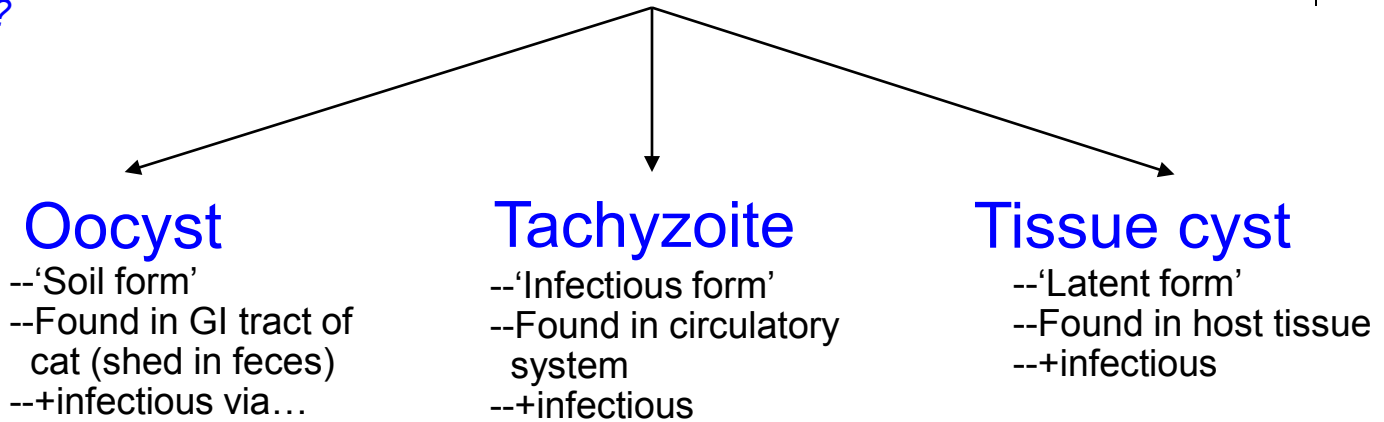 ?
Oocyst
--‘Soil form’
--Found in GI tract of
cat (shed in feces)
--+infectious via…
Tachyzoite
--‘Infectious form’
--Found in circulatory
system
--+infectious
Tissue cyst
--‘Latent form’
--Found in host tissue
--+infectious